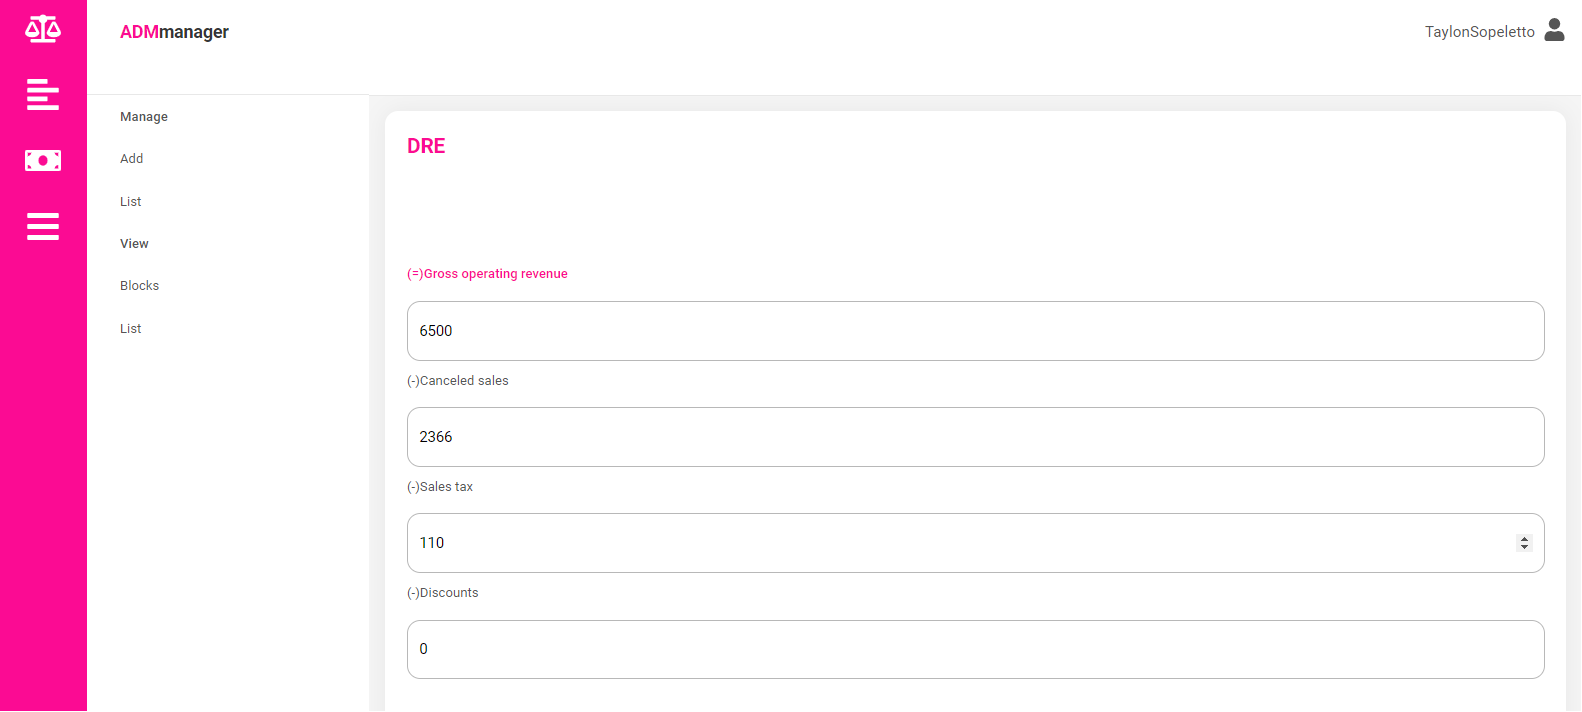 ADMmanager
TaylonSopeletto
Manage
Add
List
View
Blocks
List
DRE
(=)Gross operating revenue
6500
(-)Canceled sales
2366
(-)Sales tax
110
(-)Discounts
0